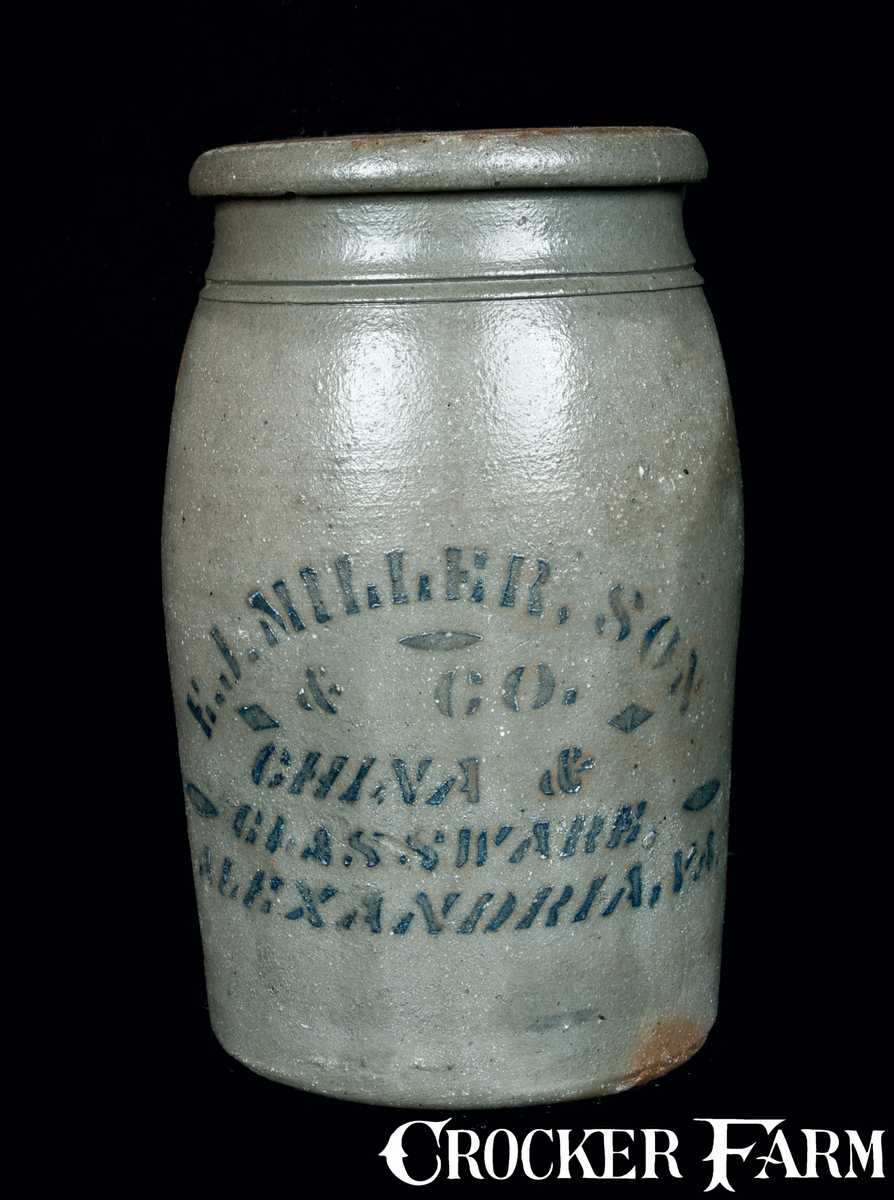 E.J. MILLER, SON
& CO.
CHINA &
GLASSWARE,
ALEXANDRIA, VA.
CROCKER FARM